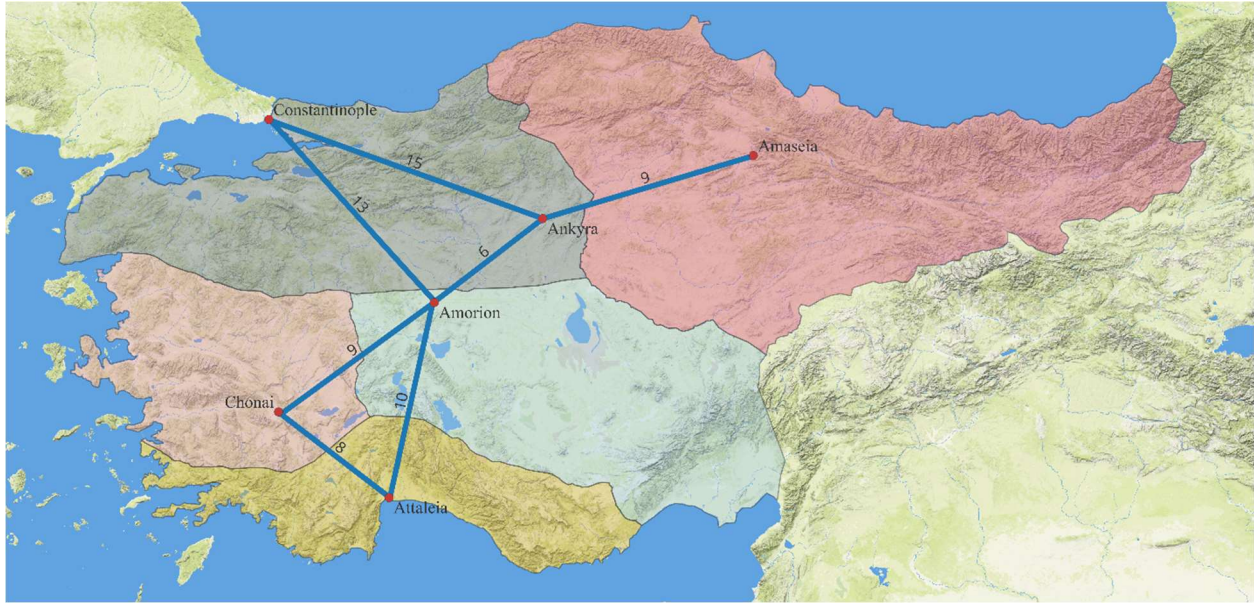 Constantinople
Amaseia
15
9
13
Ankyra
6
Amorion
9
Chonai
10
8
Attaleia